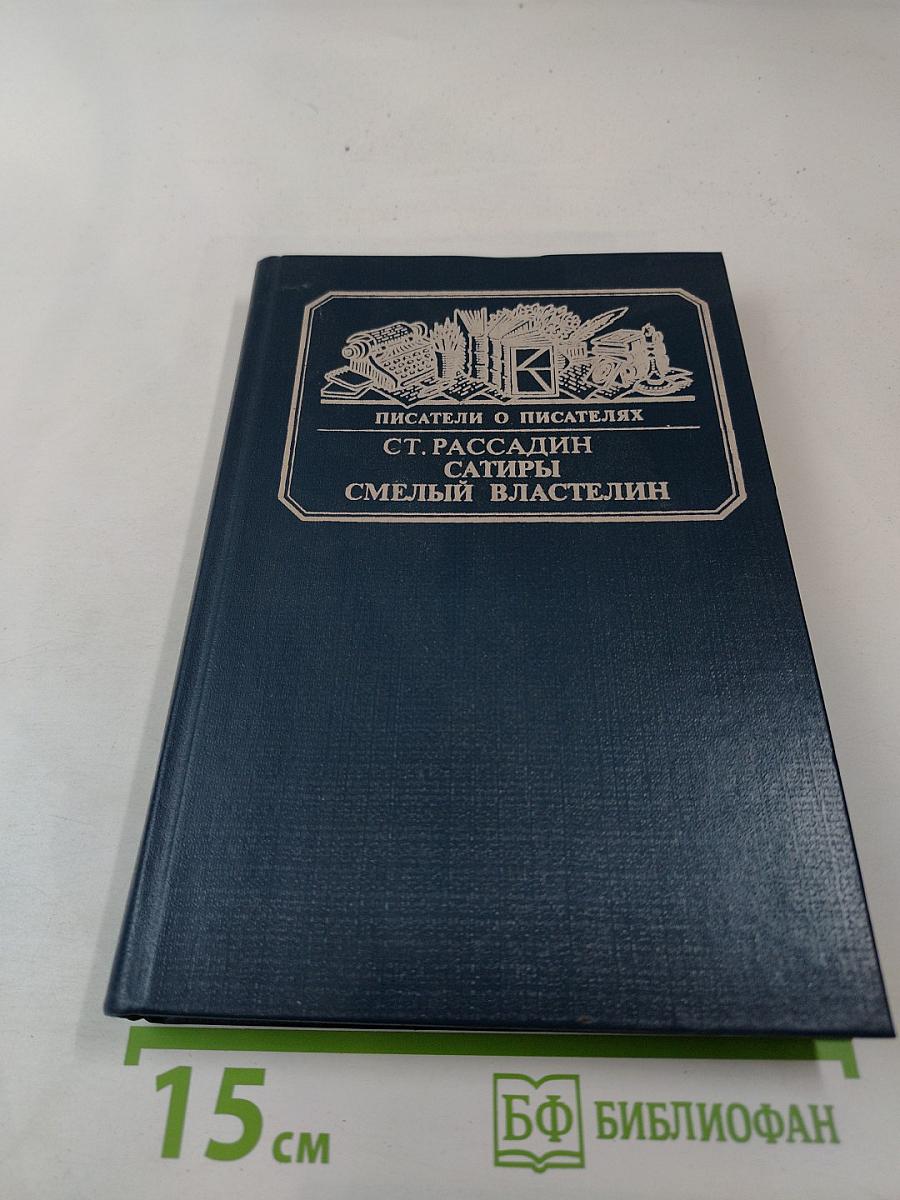 ПИСАТЕЛИ О ПИСАТЕЛЯХ
СТ. РАССАДИН
САТИРЫ
СМЕЛЫЙ ВЛАСТЕЛИН
15 СМ
БФ БИБЛИОФАН